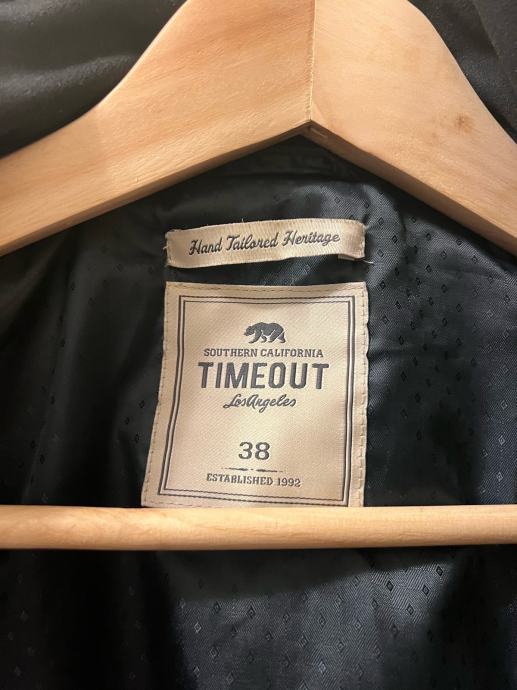 Hand Tailored Heritage
SOUTHERN CALIFORNIA
TIMEOUT
Los Angeles
38
ESTABLISHED 1992